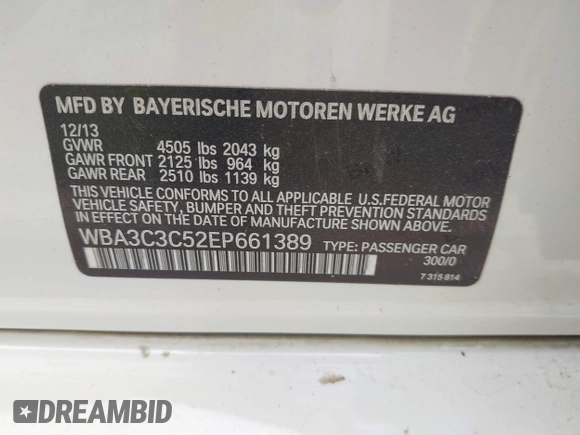 MFD BY BAYERISCHE MOTOREN WERKE AG
12/13
GVWR 4505 lbs 2043 kg
GAWR FRONT 2125 lbs 964 kg
GAWR REAR 2510 lbs 1139 kg
THIS VEHICLE CONFORMS TO ALL APPLICABLE U.S.FEDERAL MOTOR
VEHICLE SAFETY, BUMPER AND THEFT PREVENTION STANDARDS IN
EFFECT ON THE DATE OF MANUFACTURE SHOWN ABOVE.
WBA3C3C52EP661389 TYPE: PASSENGER CAR
300/0
7 315 814
DREAMBID